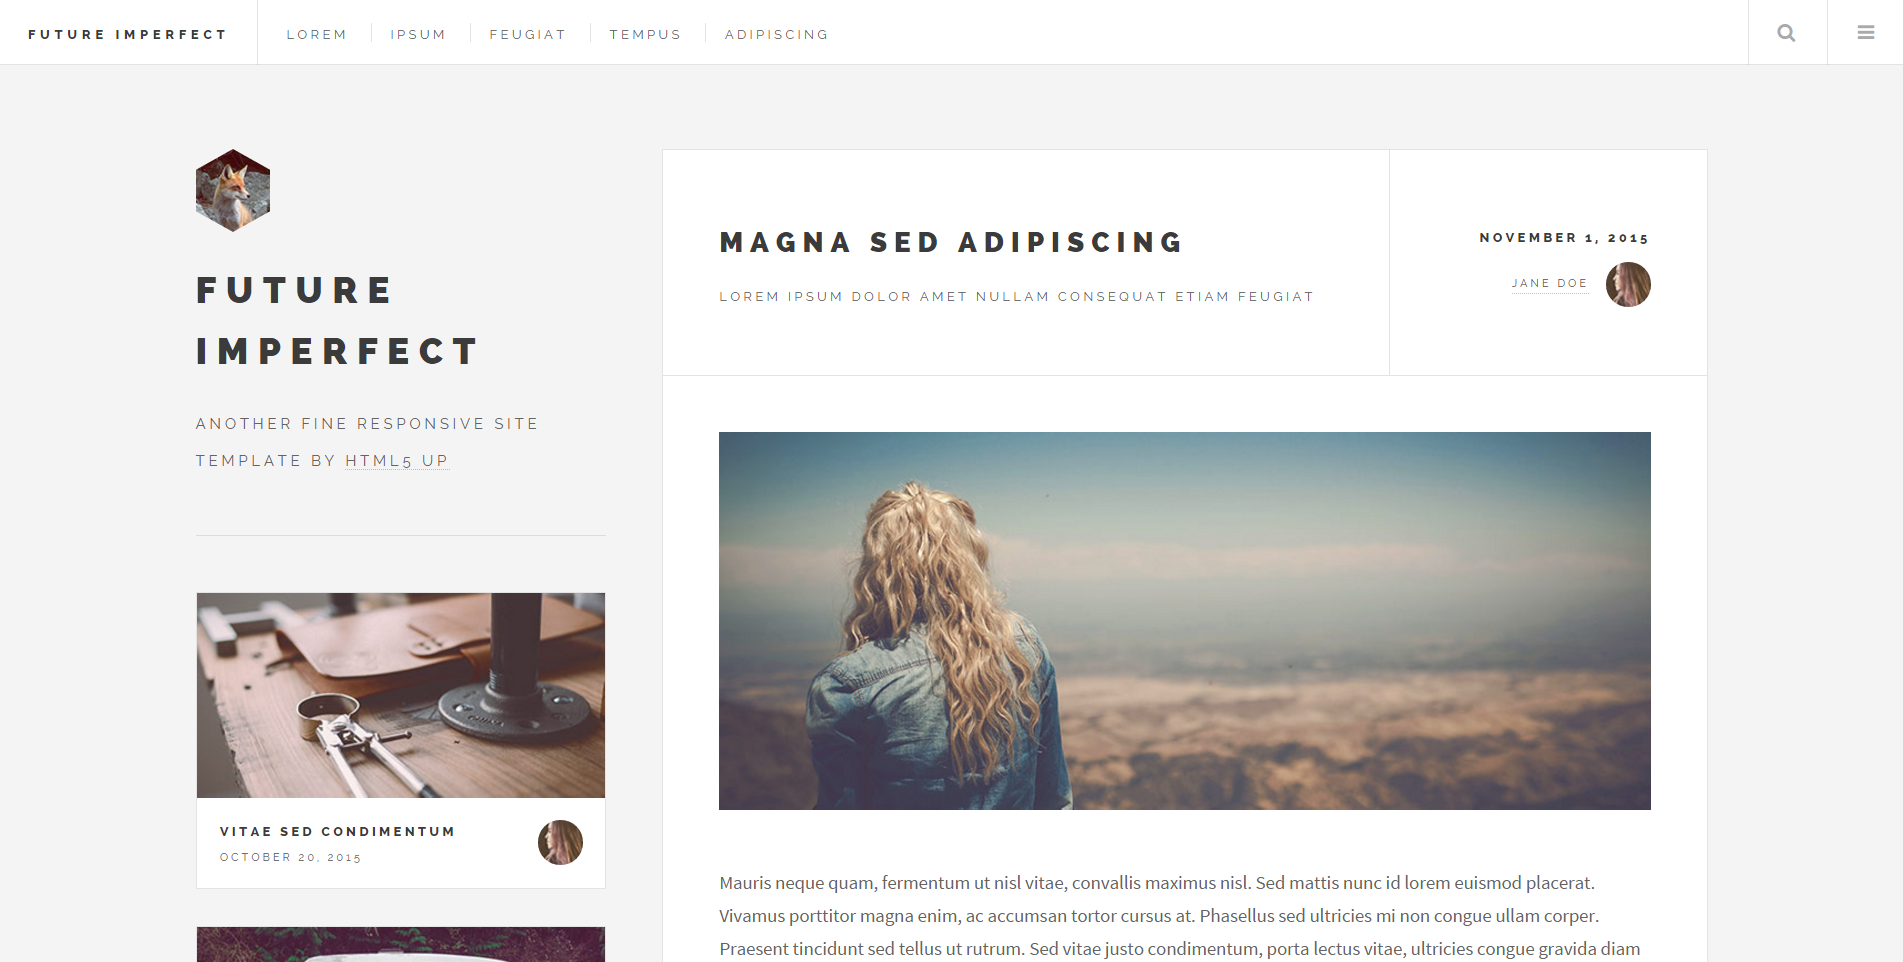 FUTURE IMPERFECT
LOREM
IPSUM
FEUGIAT
TEMPUS
ADIPISCING
FUTURE
IMPERFECT
ANOTHER FINE RESPONSIVE SITE
TEMPLATE BY HTML5 UP
VITAE SED CONDIMENTUM
OCTOBER 20, 2015
MAGNA SED ADIPISCING
LOREM IPSUM DOLOR AMET NULLAM CONSEQUAT ETIAM FEUGIAT
NOVEMBER 1, 2015
JANE DOE
Mauris neque quam, fermentum ut nisl vitae, convallis maximus nisl. Sed mattis nunc id lorem euismod placerat.
Vivamus porttitor magna enim, ac accumsan tortor cursus at. Phasellus sed ultricies mi non congue ullam corper.
Praesent tincidunt sed tellus ut rutrum. Sed vitae justo condimentum, porta lectus vitae, ultricies congue gravida diam